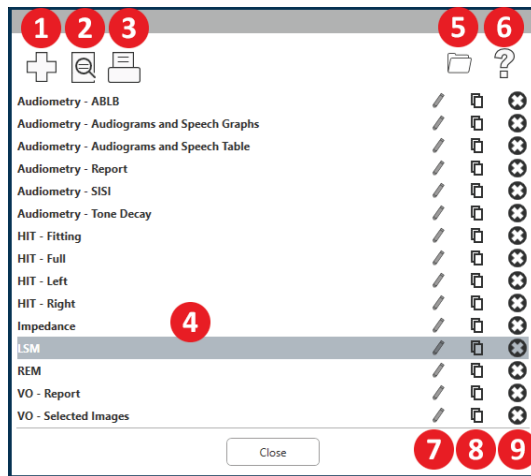 1 2 3 5 6
Audiometry - ABLB
Audiometry - Audiograms and Speech Graphs
Audiometry - Audiograms and Speech Table
Audiometry - Report
Audiometry - SISI
Audiometry - Tone Decay
HIT - Fitting
HIT - Full
HIT - Left
HIT - Right
Impedance 4
LSM
REM
VO - Report
VO - Selected Images
Close 7 8 9